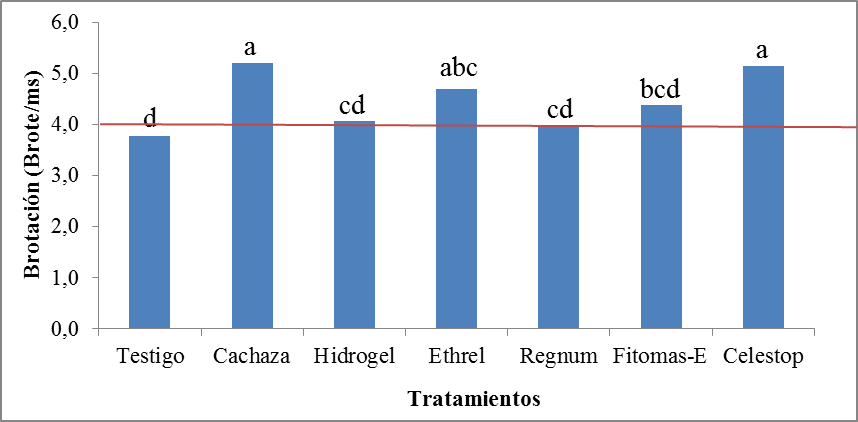 6,0
5,0
4,0
3,0
2,0
1,0
0,0
Brotación (Brote/ms)
d
a
cd
abc
cd
bcd
a
Testigo
Cachaza
Hidrogel
Ethrel
Regnum
Fitomas-E
Celestop
Tratamientos